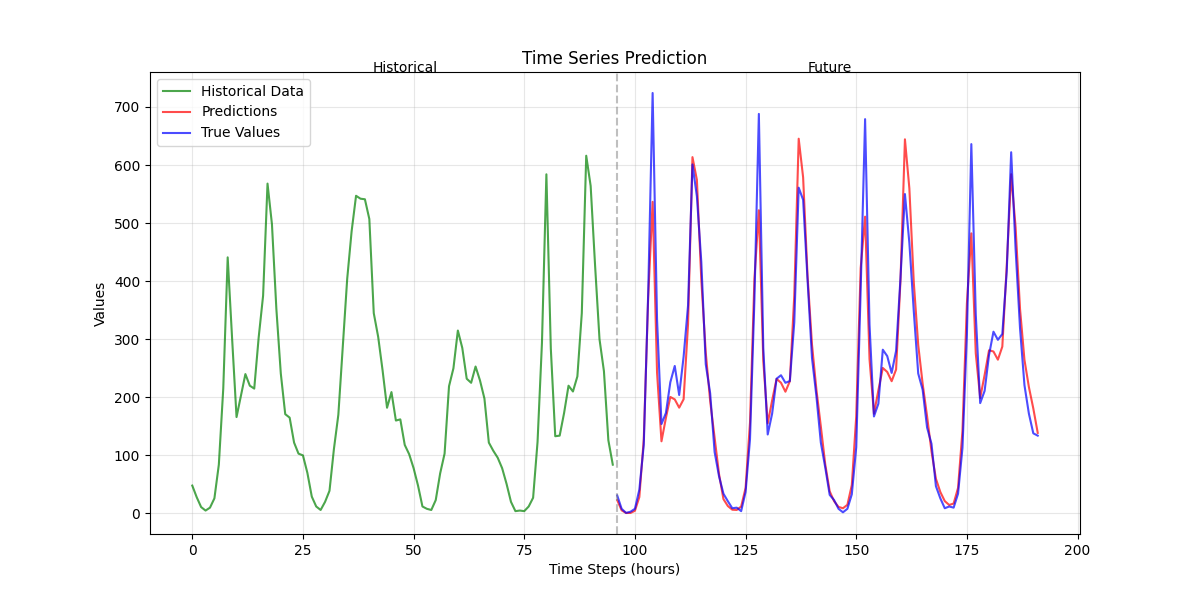 Time Series Prediction
Historical
Future
Historical Data
Predictions
True Values
Values
700
600
500
400
300
200
100
0
0
25
50
75
100
125
150
175
200
Time Steps (hours)